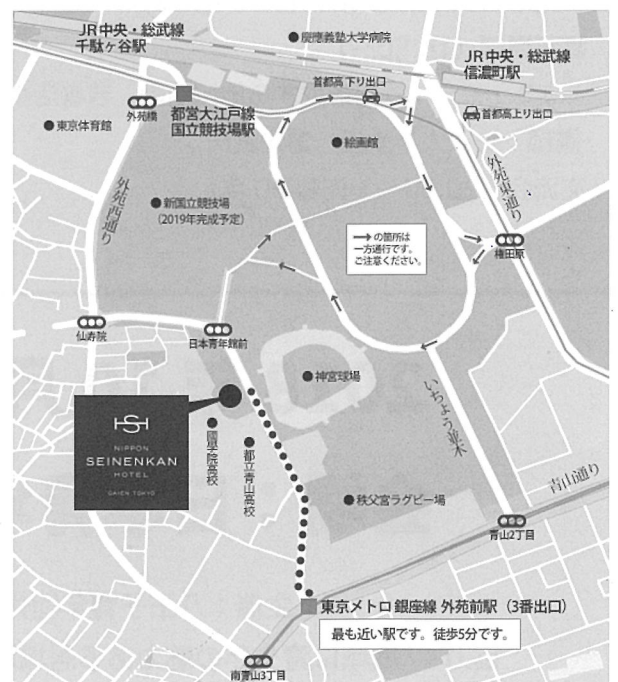 JR中央・総武線
千駄ヶ谷駅
慶應義塾大学病院
JR中央・総武線
信濃町駅
首都高 下り出口
首都高上り出口
外苑橋
都営大江戸線
国立競技場駅
東京体育館
絵画館
外苑西通り
外苑東通り
新国立競技場
（2019年完成予定）
→の箇所は
一方通行です。
ご注意ください。
権田原
仙寿院
日本青年館前
神宮球場
いちょう並木
HSH
NIPPON
SEINENKAN
HOTEL
GAIEN TOKYO
國學院高校
都立青山高校
秩父宮ラグビー場
青山通り
青山2丁目
東京メトロ 銀座線 外苑前駅（3番出口）
最も近い駅です。徒歩5分です。
南青山3丁目